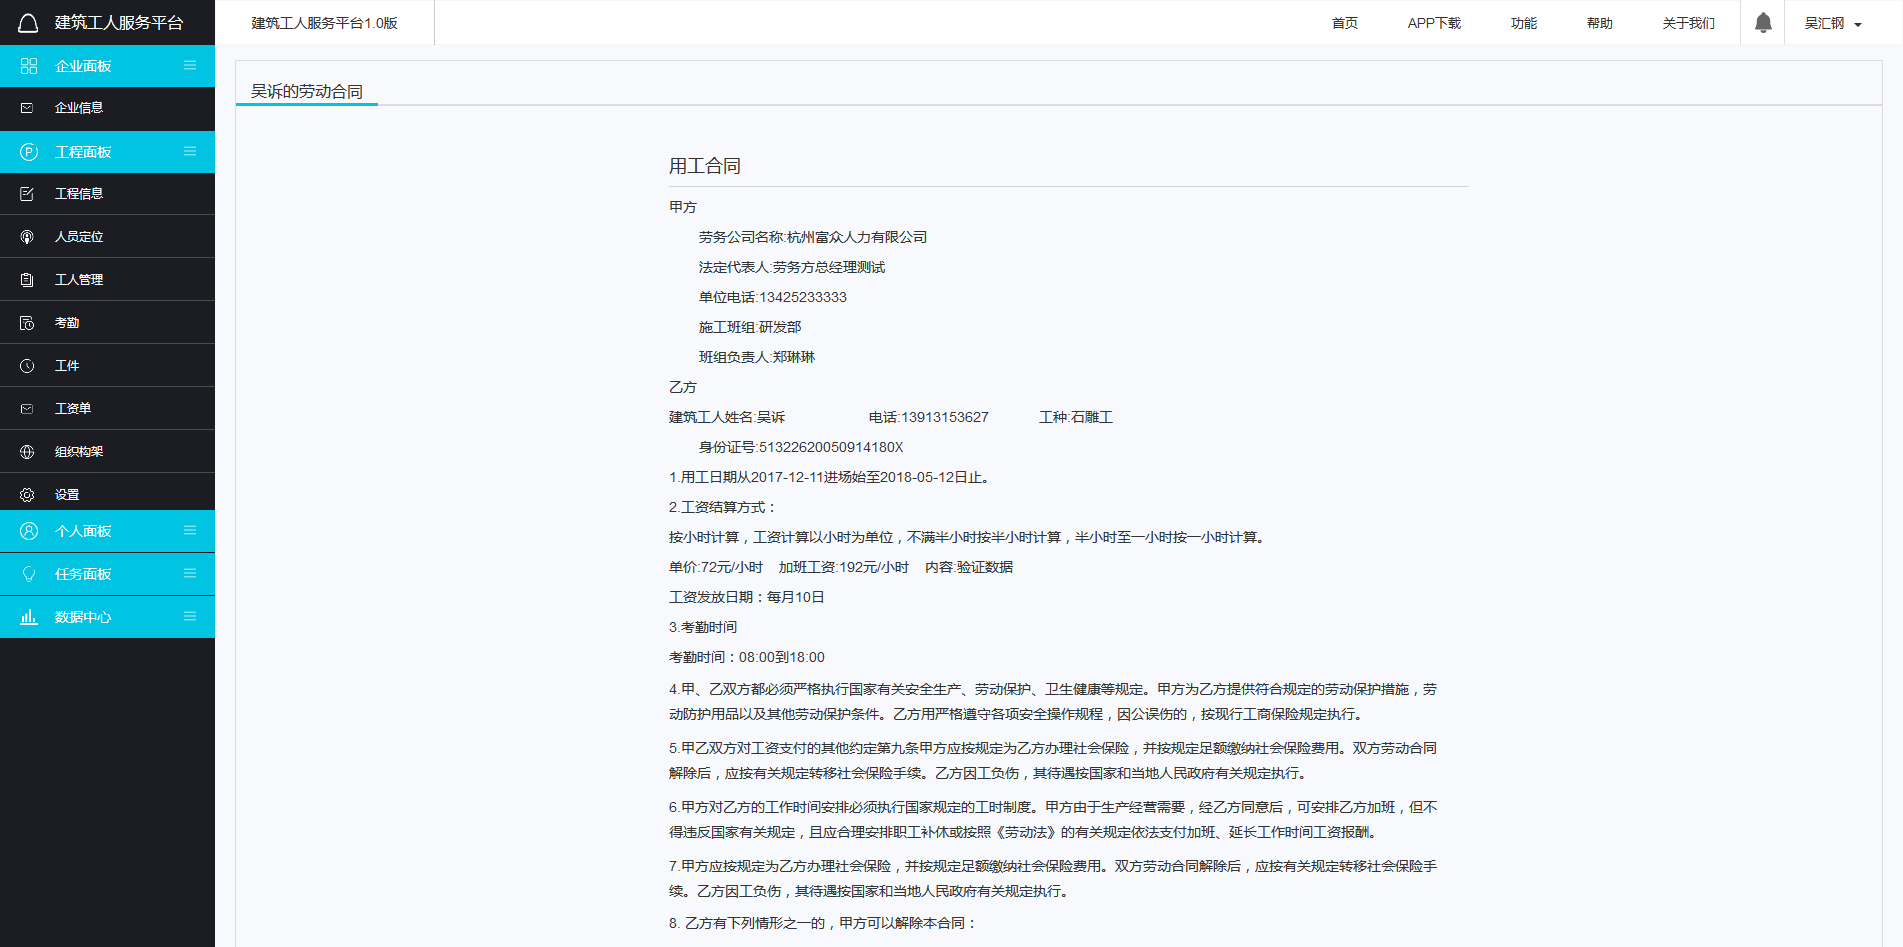 建筑工人服务平台
建筑工人服务平台1.0版
首页
APP下载
功能
帮助
关于我们
吴汇钢
企业面板
企业信息
工程面板
工程信息
人员定位
工人管理
考勤
工件
工资单
组织构架
设置
个人面板
任务面板
数据中心
吴诉的劳动合同
用工合同
甲方
劳务公司名称:杭州富众人力有限公司
法定代表人:劳务方总经理测试
单位电话:13425233333
施工班组:研发部
班组负责人:郑琳琳
乙方
建筑工人姓名:吴诉 电话:13913153627 工种:石雕工
身份证号:51322620050914180X
1.用工日期从2017-12-11进场始至2018-05-12日止。
2.工资结算方式：
按小时计算，工资计算以小时为单位，不满半小时按半小时计算，半小时至一小时按一小时计算。
单价:72元/小时 加班工资:192元/小时 内容:验证数据
工资发放日期：每月10日
3.考勤时间
考勤时间：08:00到18:00
4.甲、乙双方都必须严格执行国家有关安全生产、劳动保护、卫生健康等规定。甲方为乙方提供符合规定的劳动保护措施，劳
动防护用品以及其他劳动保护条件。乙方用严格遵守各项安全操作规程，因公误伤的，按现行工商保险规定执行。
5.甲乙双方对工资支付的其他约定第九条甲方应按规定为乙方办理社会保险，并按规定足额缴纳社会保险费用。双方劳动合同
解除后，应按有关规定转移社会保险手续。乙方因工负伤，其待遇按国家和当地人民政府有关规定执行。
6.甲方对乙方的工作时间安排必须执行国家规定的工时制度。甲方由于生产经营需要，经乙方同意后，可安排乙方加班，但不
得违反国家有关规定，且应合理安排职工补休或按照《劳动法》的有关规定依法支付加班、延长工作时间工资报酬。
7.甲方应按规定为乙方办理社会保险，并按规定足额缴纳社会保险费用。双方劳动合同解除后，应按有关规定转移社会保险手
续。乙方因工负伤，其待遇按国家和当地人民政府有关规定执行。
8. 乙方有下列情形之一的，甲方可以解除本合同：